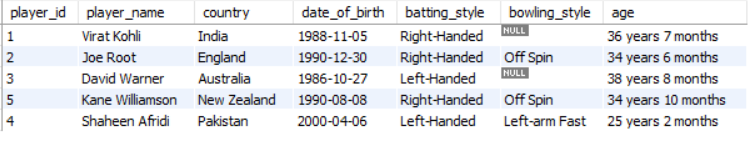 player_id player_name country date_of_birth batting_style bowling_style age
1 Virat Kohli India 1988-11-05 Right-Handed NULL 36 years 7 months
2 Joe Root England 1990-12-30 Right-Handed Off Spin 34 years 6 months
3 David Warner Australia 1986-10-27 Left-Handed NULL 38 years 8 months
5 Kane Williamson New Zealand 1990-08-08 Right-Handed Off Spin 34 years 10 months
4 Shaheen Afridi Pakistan 2000-04-06 Left-Handed Left-arm Fast 25 years 2 months